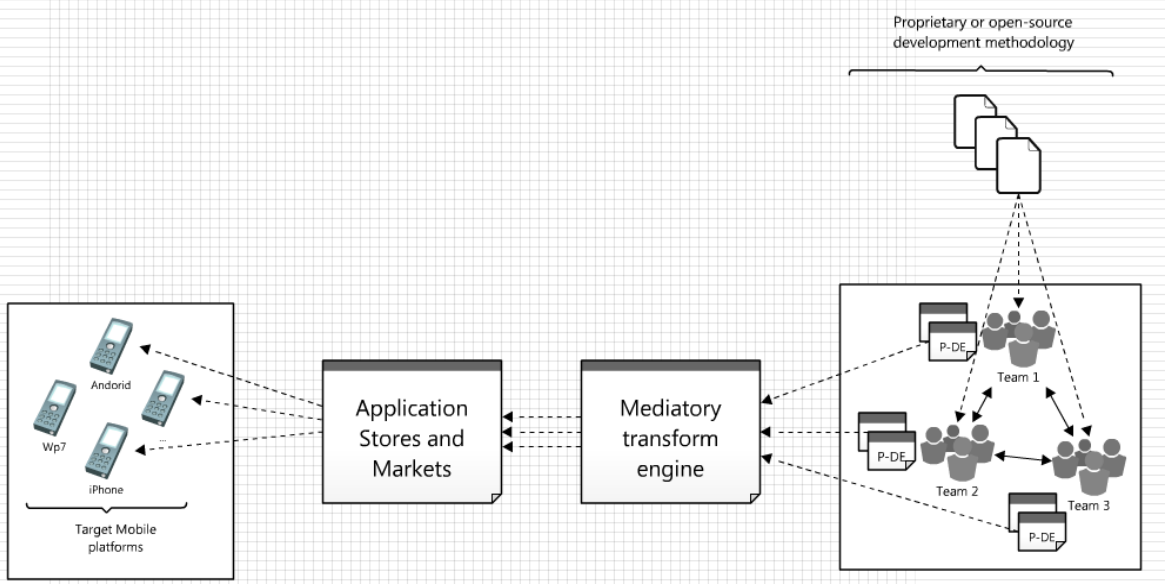 Proprietary or open-source
development methodology
P-DE
Team 1
P-DE
Team 2
Team 3
P-DE
Mediatory
transform
engine
Application
Stores and
Markets
Andorid
Wp7
...
iPhone
Target Mobile
platforms